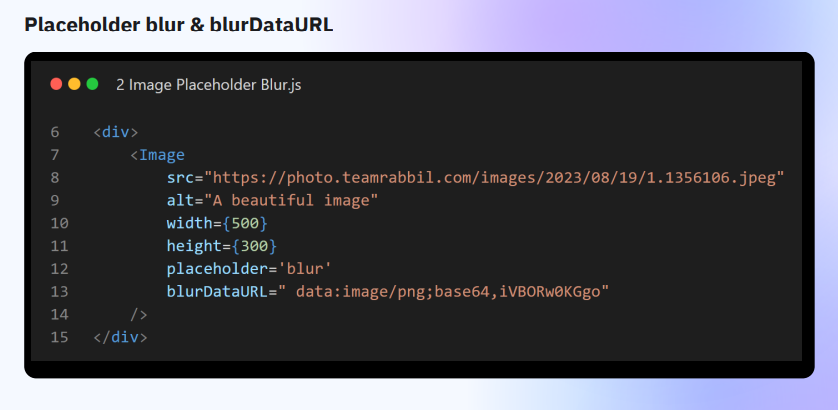 Placeholder blur & blurDataURL
2 Image Placeholder Blur.js
6 <div>
7 <Image
8 src="https://photo.teamrabbil.com/images/2023/08/19/1.1356106.jpeg"
9 alt="A beautiful image"
10 width={500}
11 height={300}
12 placeholder='blur'
13 blurDataURL=" data:image/png;base64,iVBORw0KGgo"
14 />
15 </div>